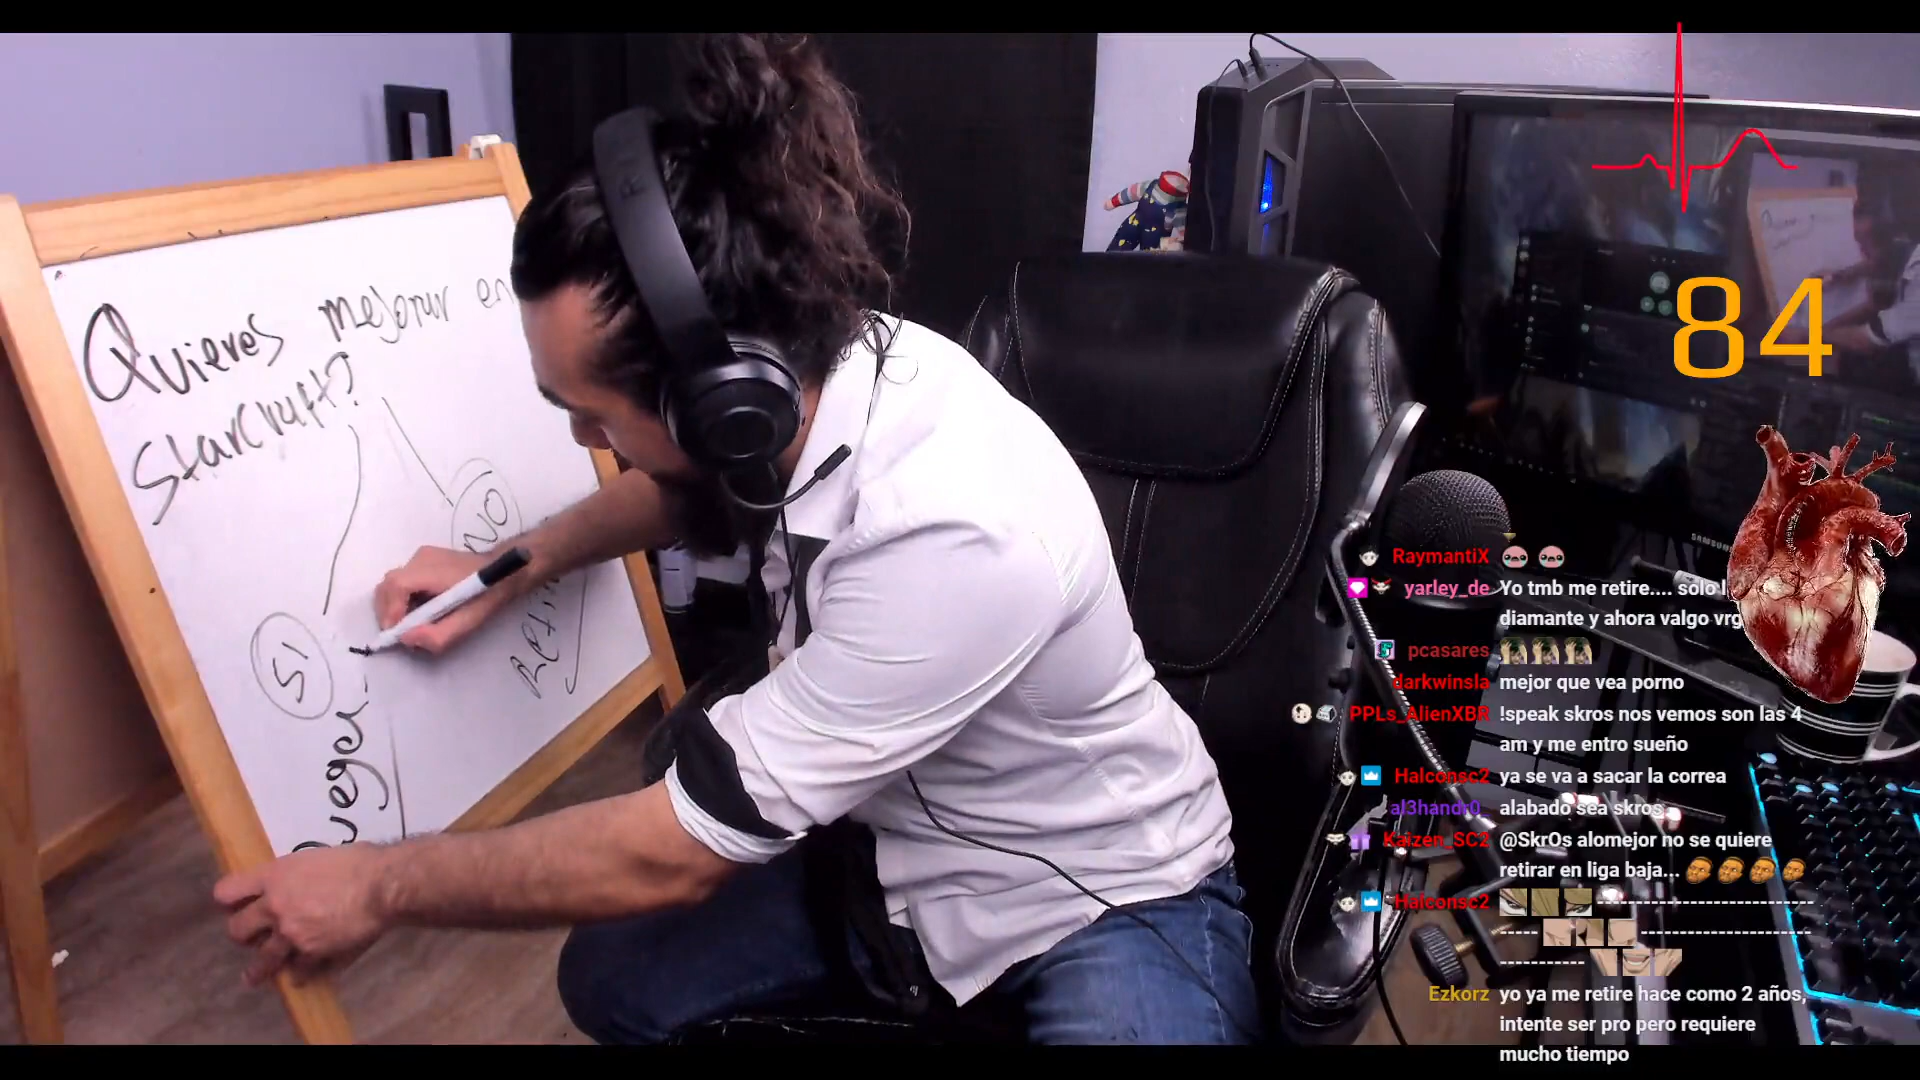 Quieres mejorar en
StarCraft?
SI
NO
84
SAMSUNG
RaymantiX
yarley_de Yo tmb me retire.... solo
diamante y ahora valgo vrg
pcasares
darkwinsla mejor que vea porno
PPLs_AlienXBR !speak skros nos vemos son las 4
am y me entro sueño
Halconsc2 ya se va a sacar la correa
al3handr0_ alabado sea skros
Kaizen_SC2 @SkrOs alomejor no se quiere
retirar en liga baja...
Halconsc2 ----------------------------
----- ----------------------
-----------
Ezkorz yo ya me retire hace como 2 años,
intente ser pro pero requiere
mucho tiempo